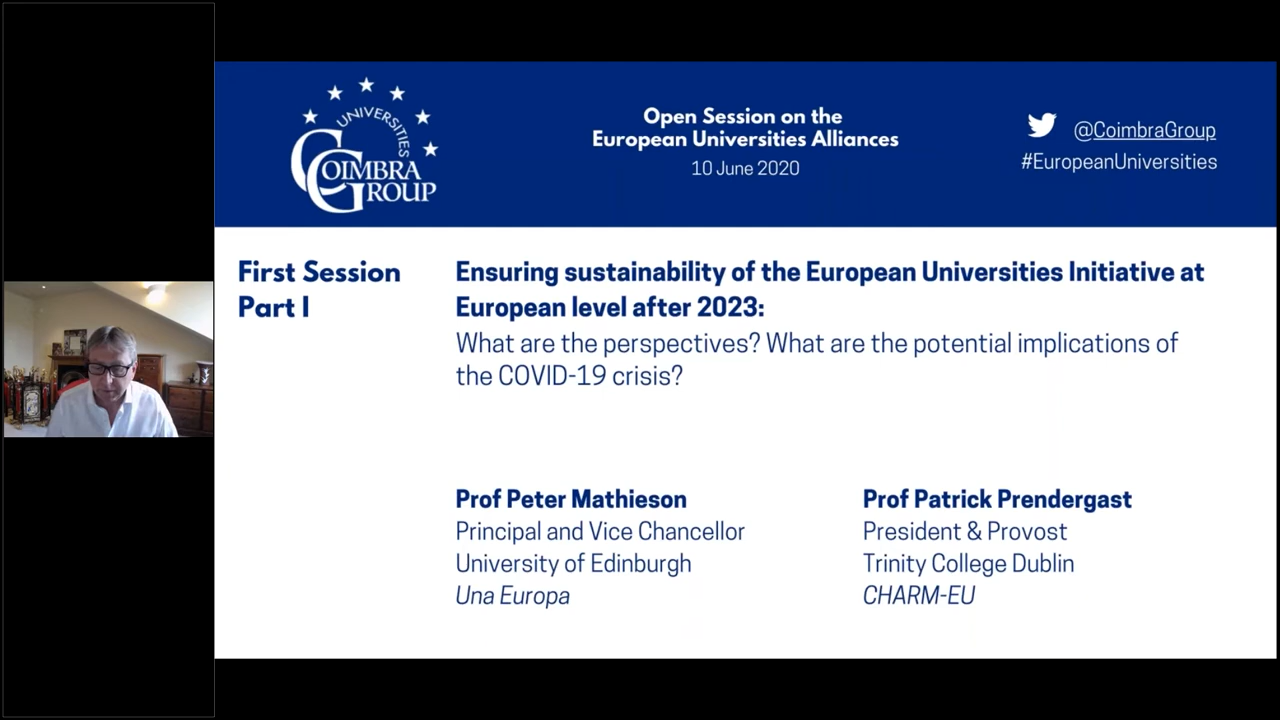 UNIVERSITIES
COIMBRA
GROUP
Open Session on the
European Universities Alliances
10 June 2020
@CoimbraGroup
#EuropeanUniversities
First Session
Part I
Ensuring sustainability of the European Universities Initiative at
European level after 2023:
What are the perspectives? What are the potential implications of
the COVID-19 crisis?
Prof Peter Mathieson
Principal and Vice Chancellor
University of Edinburgh
Una Europa
Prof Patrick Prendergast
President & Provost
Trinity College Dublin
CHARM-EU